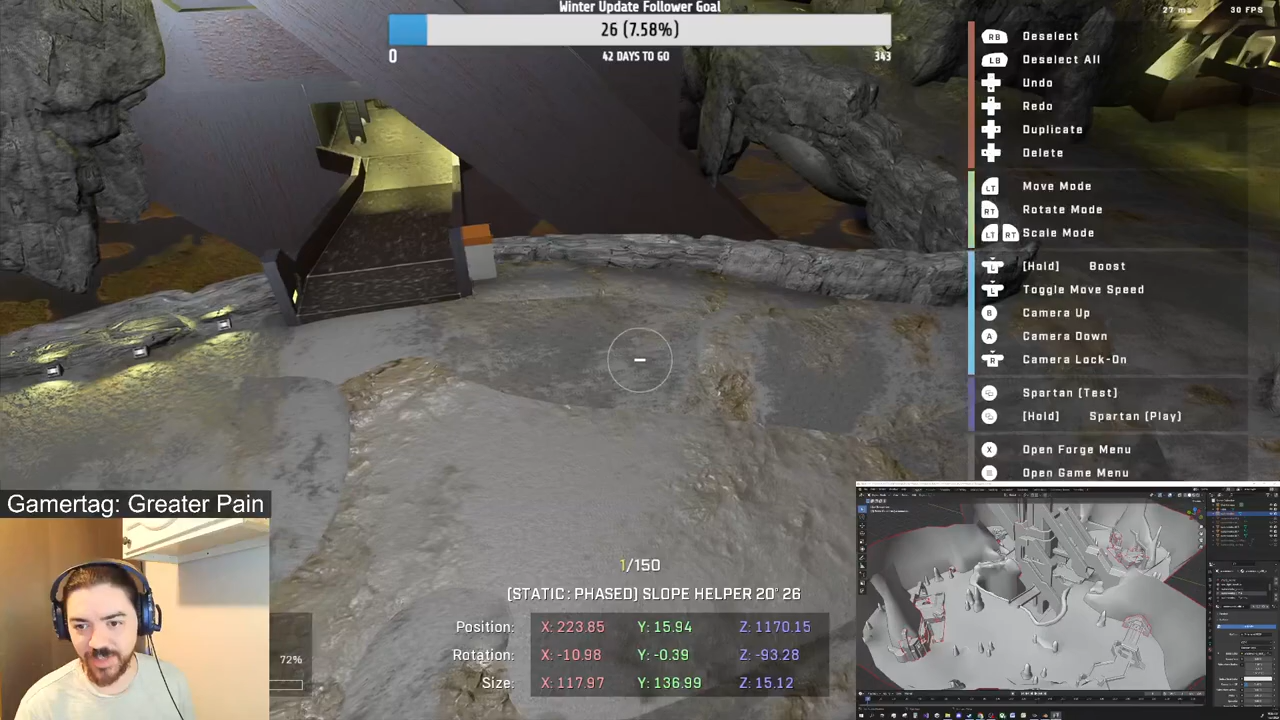 Winter Update Follower Goal
26 (7.58%)
0
42 DAYS TO GO
343
27 ms
30 FPS
RB Deselect
LB Deselect All
Undo
Redo
Duplicate
Delete
LT Move Mode
RT Rotate Mode
LT RT Scale Mode
L [Hold] Boost
L Toggle Move Speed
B Camera Up
A Camera Down
R Camera Lock-On
Spartan (Test)
[Hold] Spartan (Play)
X Open Forge Menu
Open Game Menu
Gamertag: Greater Pain
72%
1/150
(STATIC: PHASED) SLOPE HELPER 20° 26
Position: X: 223.85 Y: 15.94 Z: 1170.15
Rotation: X: -10.98 Y: -0.39 Z: -93.28
Size: X: 117.97 Y: 136.99 Z: 15.12